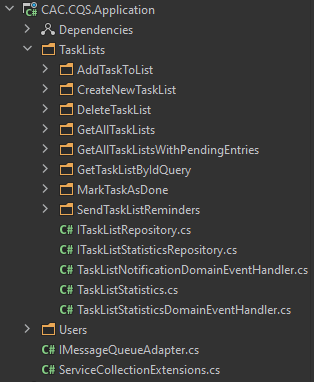 CAC.CQS.Application
Dependencies
TaskLists
AddTaskToList
CreateNewTaskList
DeleteTaskList
GetAllTaskLists
GetAllTaskListsWithPendingEntries
GetTaskListByIdQuery
MarkTaskAsDone
SendTaskListReminders
C# ITaskListRepository.cs
C# ITaskListStatisticsRepository.cs
C# TaskListNotificationDomainEventHandler.cs
C# TaskListStatistics.cs
C# TaskListStatisticsDomainEventHandler.cs
Users
C# IMessageQueueAdapter.cs
C# ServiceCollectionExtensions.cs